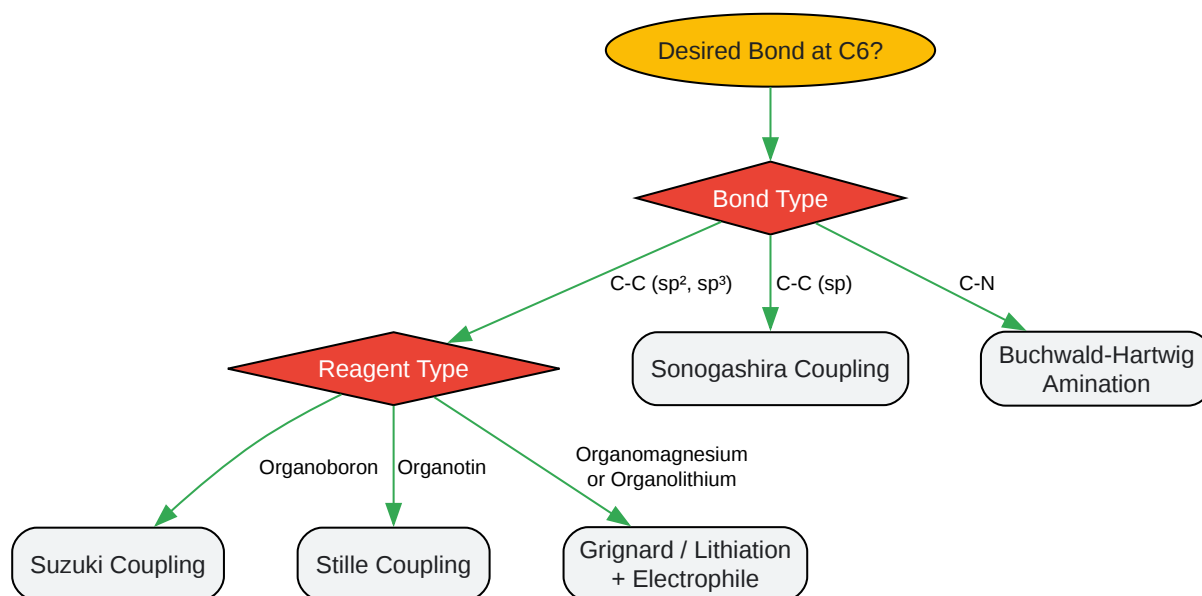 Desired Bond at C6?
Bond Type
C-C (sp², sp³)
C-C (sp)
C-N
Reagent Type
Sonogashira Coupling
Buchwald-Hartwig
Amination
Organoboron
Organotin
Organomagnesium
or Organolithium
Suzuki Coupling
Stille Coupling
Grignard / Lithiation
+ Electrophile